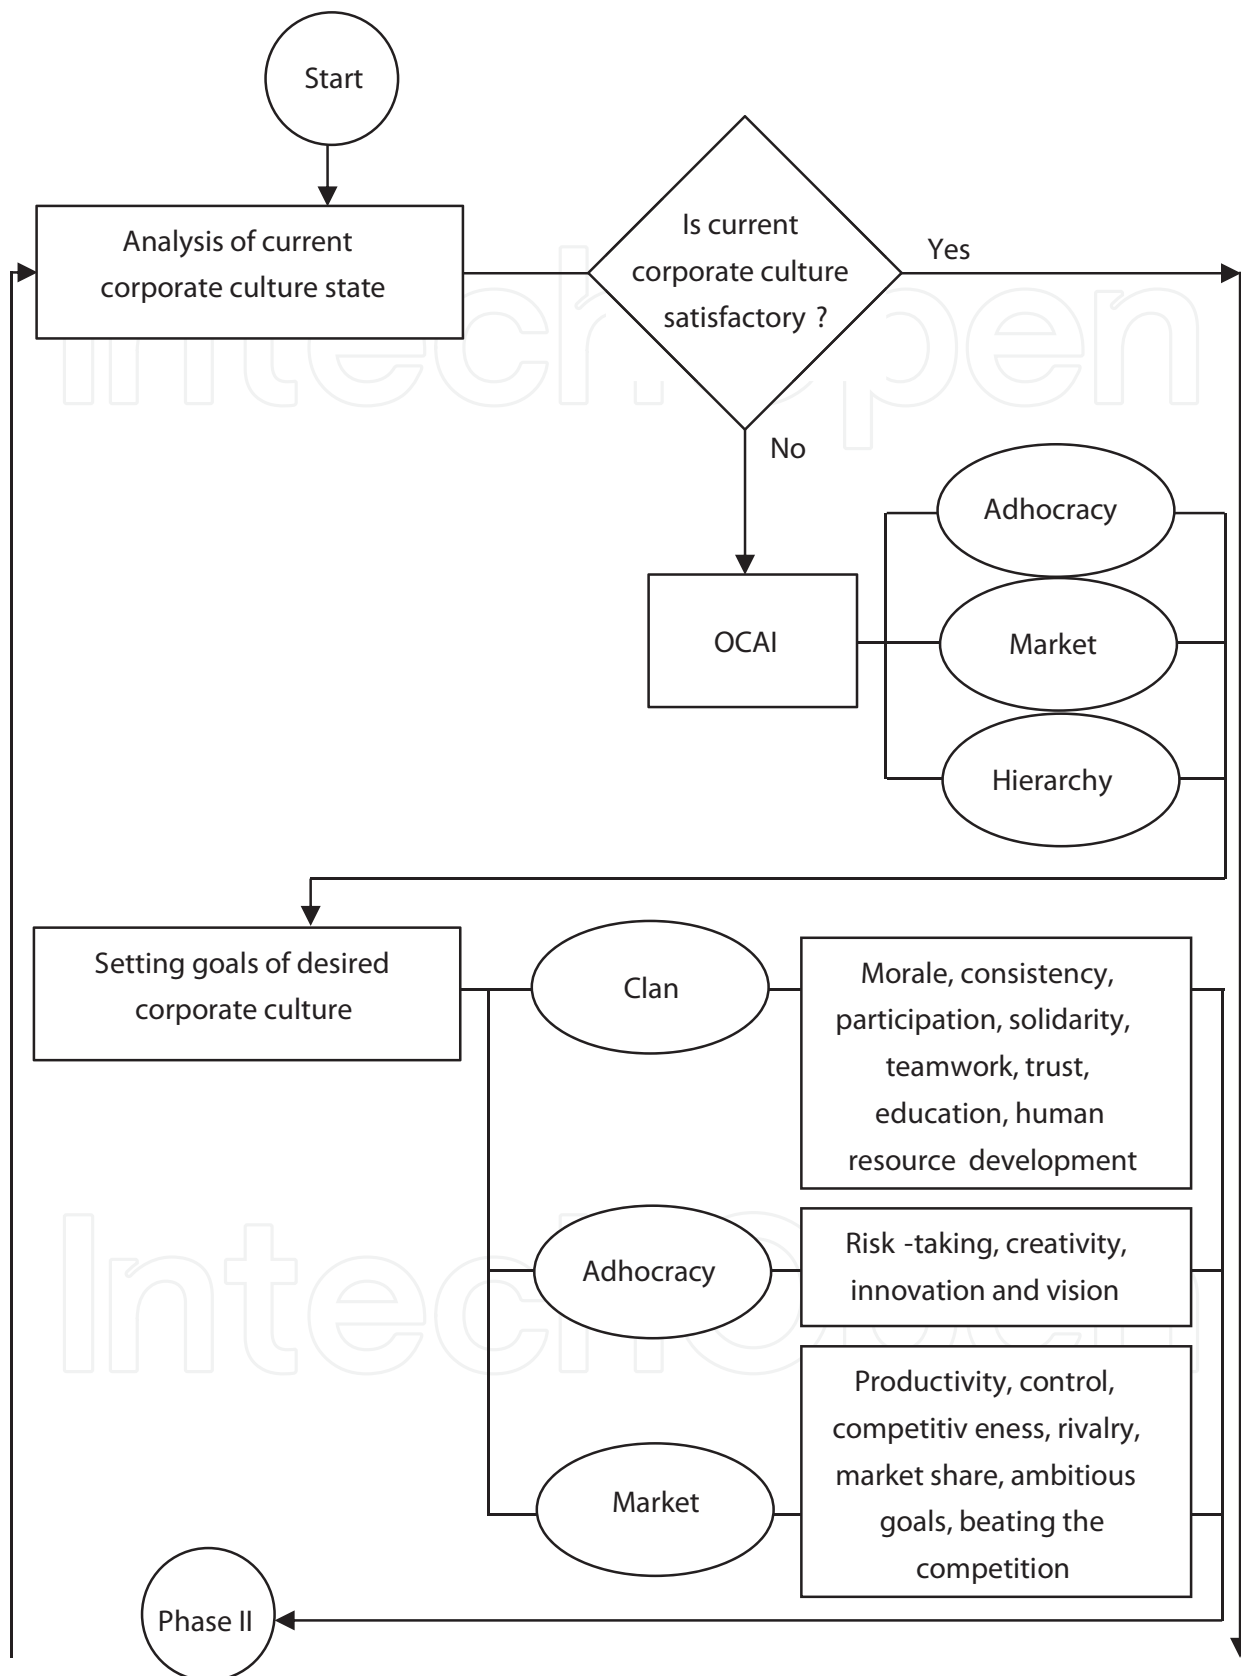 Start
Analysis of current
corporate culture state
Is current
corporate culture
satisfactory ?
Yes
No
OCAI
Adhocracy
Market
Hierarchy
Setting goals of desired
corporate culture
Clan
Morale, consistency,
participation, solidarity,
teamwork, trust,
education, human
resource development
Adhocracy
Risk -taking, creativity,
innovation and vision
Market
Productivity, control,
competitiv eness, rivalry,
market share, ambitious
goals, beating the
competition
Phase II
IntechOpen
IntechOpen